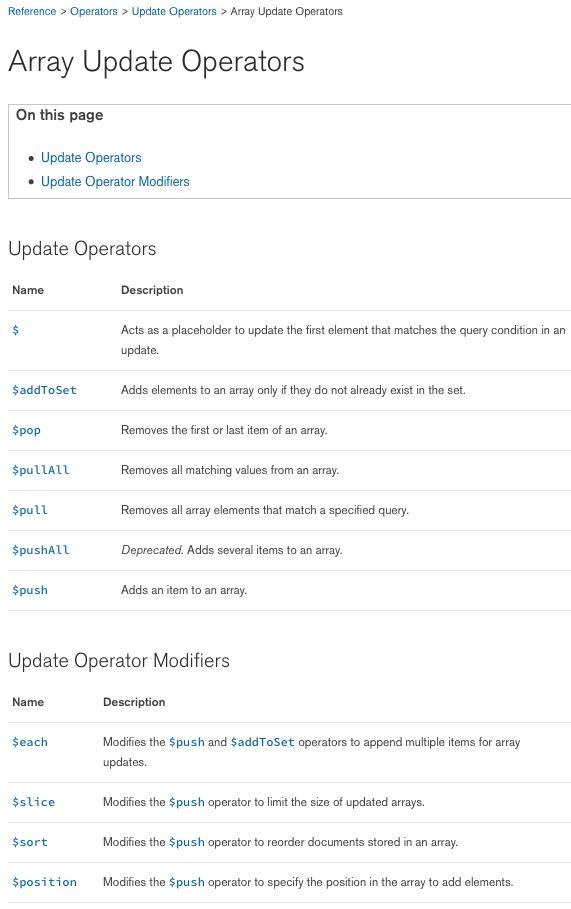 Reference > Operators > Update Operators > Array Update Operators
Array Update Operators
On this page
Update Operators
Update Operator Modifiers
Update Operators
Name Description
$ Acts as a placeholder to update the first element that matches the query condition in an
update.
$addToSet Adds elements to an array only if they do not already exist in the set.
$pop Removes the first or last item of an array.
$pullAll Removes all matching values from an array.
$pull Removes all array elements that match a specified query.
$pushAll Deprecated. Adds several items to an array.
$push Adds an item to an array.
Update Operator Modifiers
Name Description
$each Modifies the $push and $addToSet operators to append multiple items for array
updates.
$slice Modifies the $push operator to limit the size of updated arrays.
$sort Modifies the $push operator to reorder documents stored in an array.
$position Modifies the $push operator to specify the position in the array to add elements.